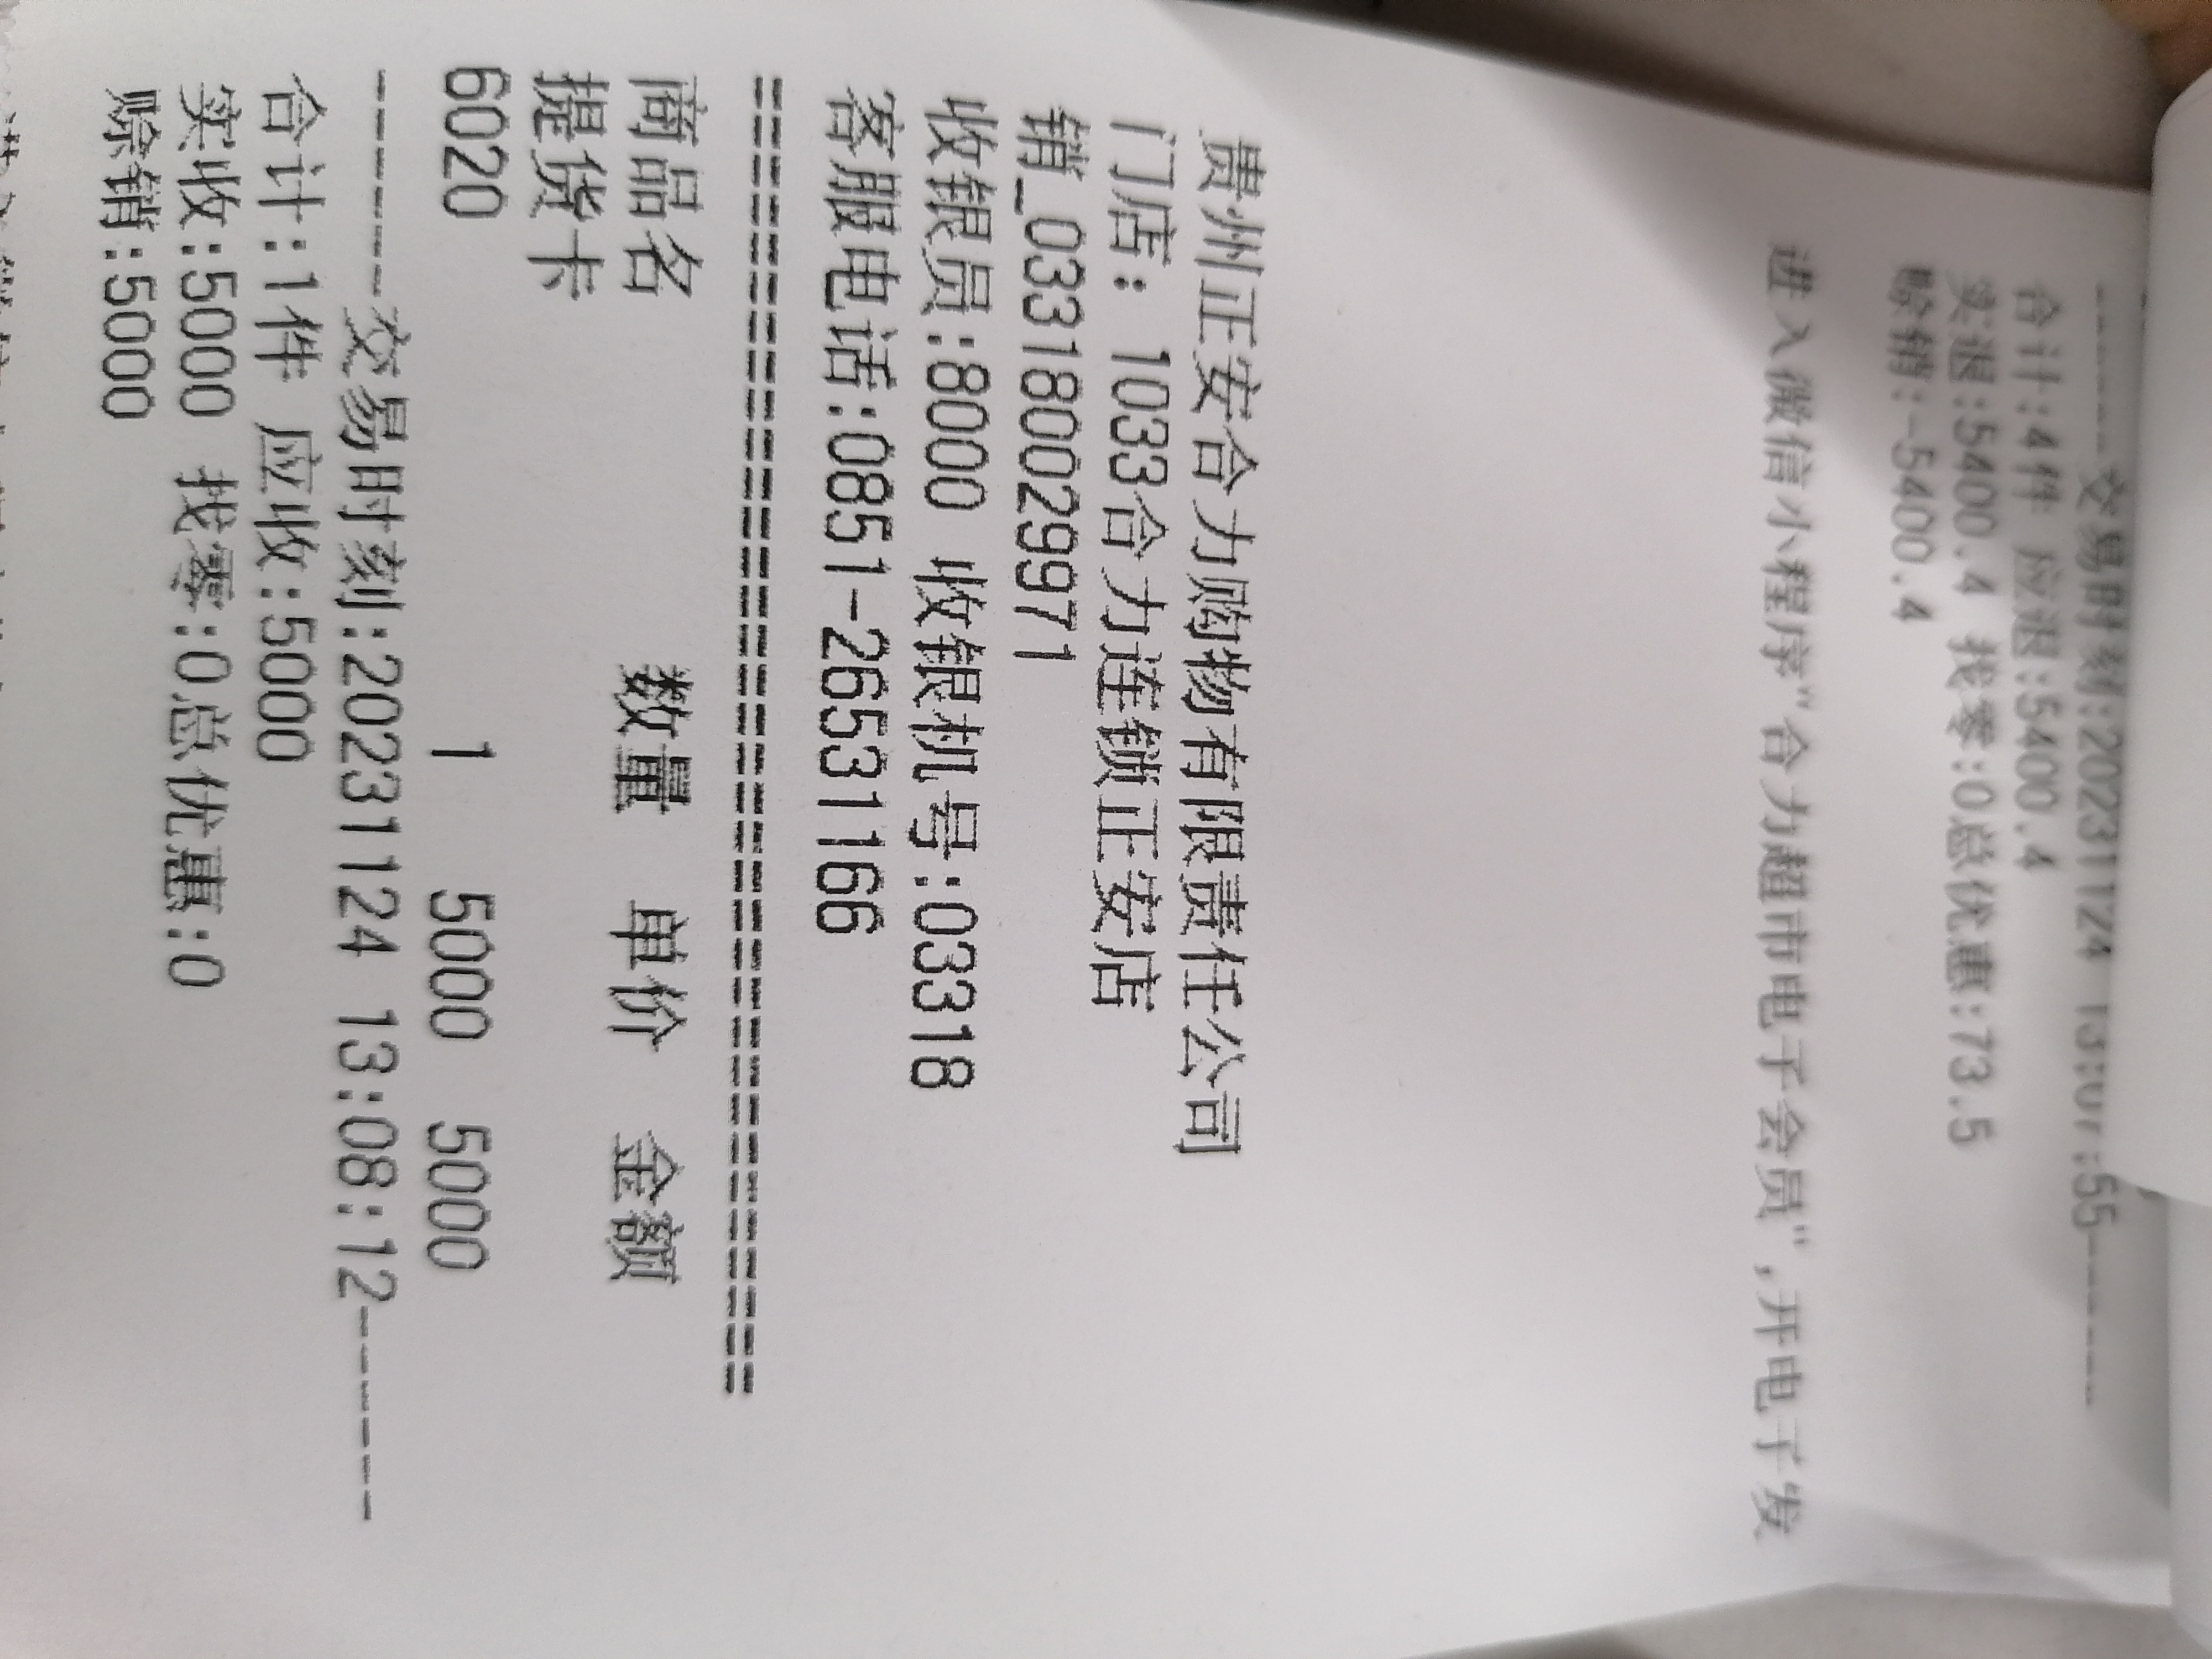 ------交易时刻:20231124 13:07:55------
合计:4件 应退:5400.4
实退:5400.4 找零:0总优惠:73.5
赊销:-5400.4
进入微信小程序"合力超市电子会员",开电子发
贵州正安合力购物有限责任公司
门店: 1033合力连锁正安店
销_033180029971
收银员:8000 收银机号:03318
客服电话:0851-26531166
========================================
商品名 数量 单价 金额
提货卡
6020 1 5000 5000
------交易时刻:20231124 13:08:12------
合计:1件 应收:5000
实收:5000 找零:0总优惠:0
赊销:5000